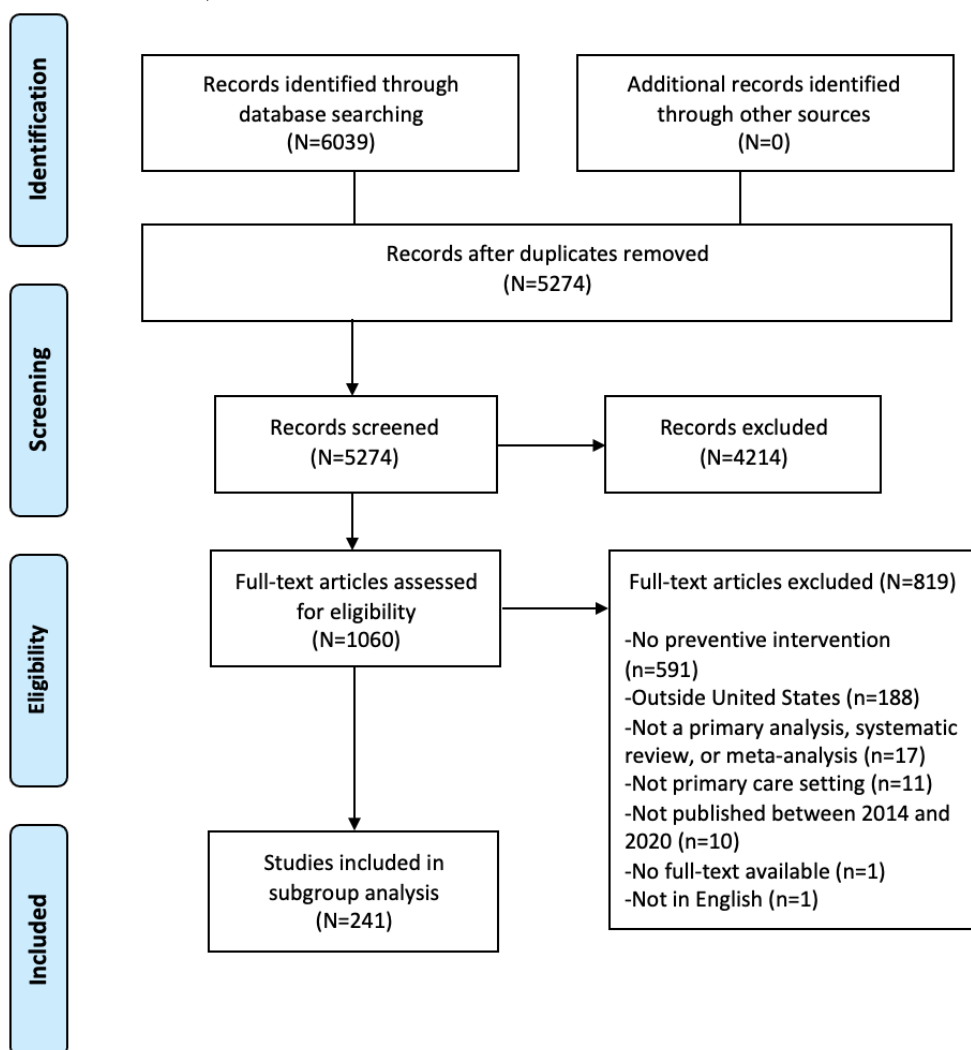 Identification
Records identified through
database searching
(N=6039)
Additional records identified
through other sources
(N=0)
Records after duplicates removed
(N=5274)
Screening
Records screened
(N=5274)
Records excluded
(N=4214)
Eligibility
Full-text articles assessed
for eligibility
(N=1060)
Full-text articles excluded (N=819)
-No preventive intervention
(n=591)
-Outside United States (n=188)
-Not a primary analysis, systematic
review, or meta-analysis (n=17)
-Not primary care setting (n=11)
-Not published between 2014 and
2020 (n=10)
-No full-text available (n=1)
-Not in English (n=1)
Included
Studies included in
subgroup analysis
(N=241)